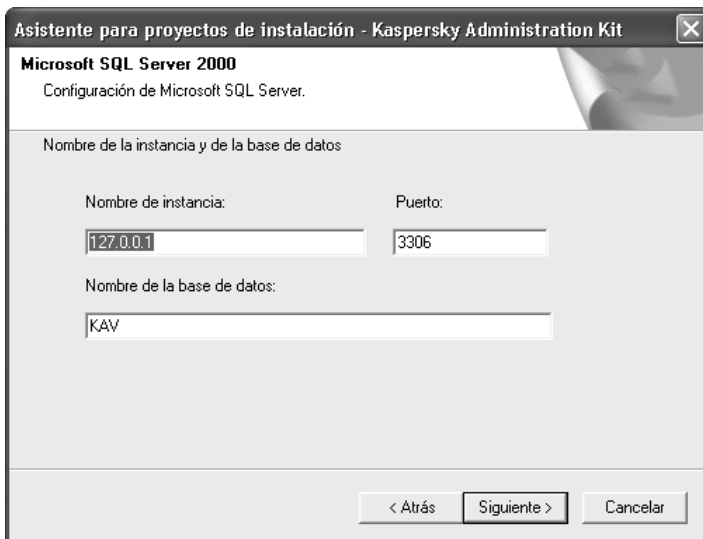 Asistente para proyectos de instalación - Kaspersky Administration Kit
Microsoft SQL Server 2000
Configuración de Microsoft SQL Server.
Nombre de la instancia y de la base de datos
Nombre de instancia: Puerto:
127.0.0.1 3306
Nombre de la base de datos:
KAV
< Atrás Siguiente > Cancelar